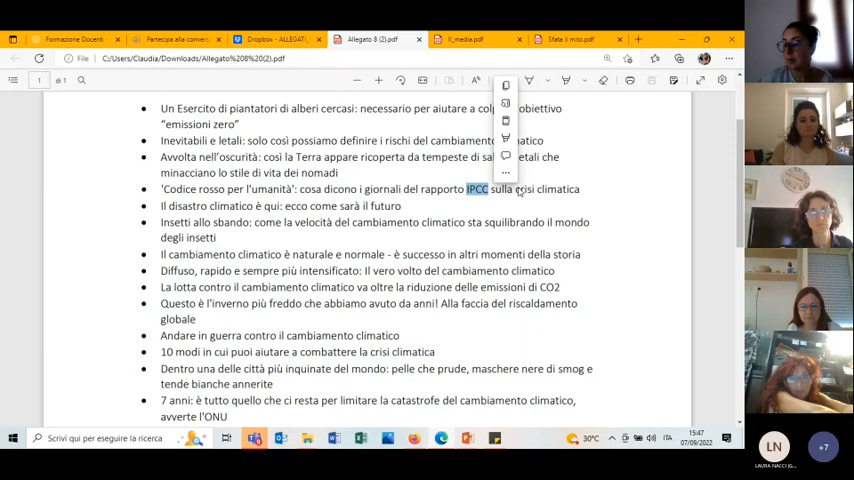 Formazione Docenti -
Partecipa alla conver
Dropbox - ALLEGATI
Allegato 8 (2).pdf
Il_media.pdf
Sfata il mito.pdf
File
C:/Users/Claudia/Downloads/Allegato%208%20(2).pdf
1 di 1
Un Esercito di piantatori di alberi cercasi: necessario per aiutare a obiettivo
"emissioni zero"
Inevitabili e letali: solo così possiamo definire i rischi del cambiamento
Avvolta nell'oscurità: così la Terra appare ricoperta da tempeste di letali che
minacciano lo stile di vita dei nomadi
'Codice rosso per l'umanità': cosa dicono i giornali del rapporto IPCC sulla crisi climatica
Il disastro climatico è qui: ecco come sarà il futuro
Insetti allo sbando: come la velocità del cambiamento climatico sta squilibrando il mondo
degli insetti
Il cambiamento climatico è naturale e normale - è successo in altri momenti della storia
Diffuso, rapido e sempre più intensificato: Il vero volto del cambiamento climatico
La lotta contro il cambiamento climatico va oltre la riduzione delle emissioni di CO2
Questo è l'inverno più freddo che abbiamo avuto da anni! Alla faccia del riscaldamento
globale
Andare in guerra contro il cambiamento climatico
10 modi in cui puoi aiutare a combattere la crisi climatica
Dentro una delle città più inquinate del mondo: pelle che prude, maschere nere di smog e
tende bianche annerite
7 anni: è tutto quello che ci resta per limitare la catastrofe del cambiamento climatico,
avverte l'ONU
Scrivi qui per eseguire la ricerca
30°C
ITA
15:47
07/09/2022
LN
LAURA NACCI (G...
+7